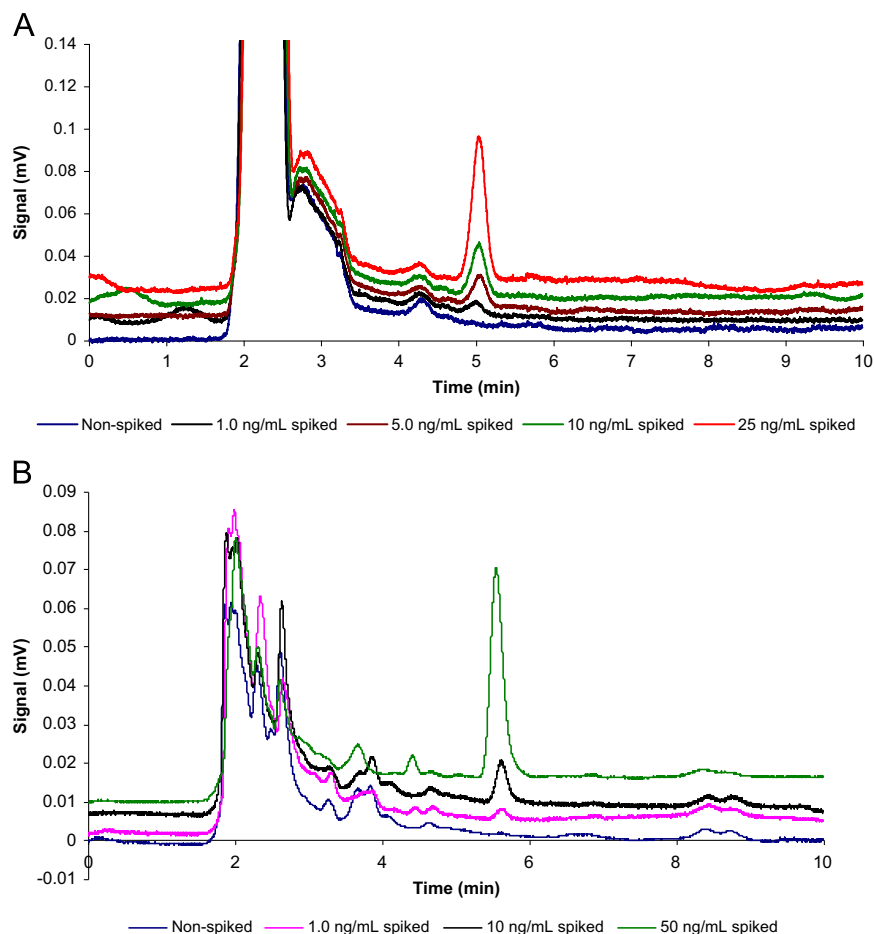 A
0.14
0.12
0.1
0.08
0.06
0.04
0.02
0
Signal (mV)
0 1 2 3 4 5 6 7 8 9 10
Time (min)
Non-spiked 1.0 ng/mL spiked 5.0 ng/mL spiked 10 ng/mL spiked 25 ng/mL spiked
B
0.09
0.08
0.07
0.06
0.05
0.04
0.03
0.02
0.01
0
-0.01
Signal (mV)
0 2 4 6 8 10
Time (min)
Non-spiked 1.0 ng/mL spiked 10 ng/mL spiked 50 ng/mL spiked